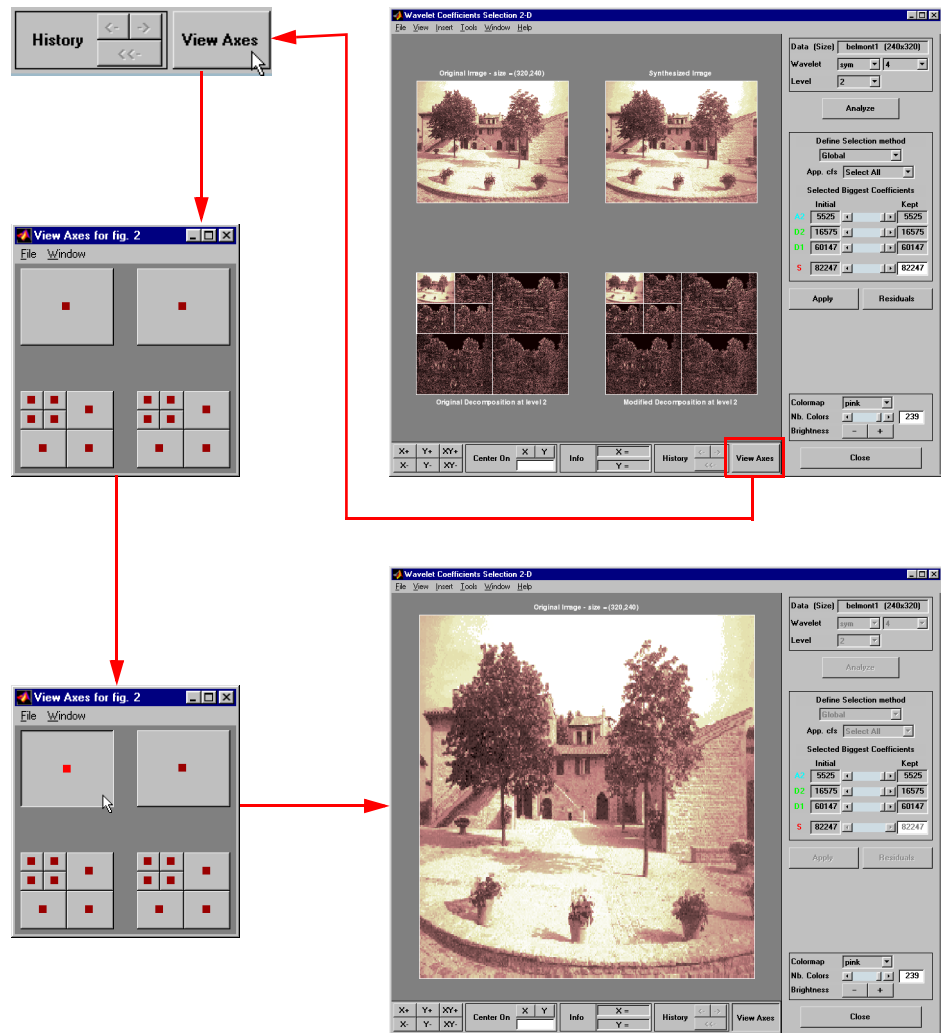 History
<-
->
<<-
View Axes
Wavelet Coefficients Selection 2-D
File View Insert Tools Window Help
Original Image - size = (320,240)
Synthesized Image
Original Decomposition at level 2
Modified Decomposition at level 2
Data (Size) belmont1 (240x320)
Wavelet sym 4
Level 2
Analyze
Define Selection method
Global
App. cfs Select All
Selected Biggest Coefficients
Initial Kept
A2 5525 5525
D2 16575 16575
D1 60147 60147
S 82247 82247
Apply Residuals
Colormap pink
Nb. Colors 239
Brightness - +
Close
X+ Y+ XY+
X- Y- XY-
Center On X Y
Info X =
Y =
History <- ->
<<-
View Axes
View Axes for fig. 2
File Window
View Axes for fig. 2
File Window
Wavelet Coefficients Selection 2-D
File View Insert Tools Window Help
Original Image - size = (320,240)
Data (Size) belmont1 (240x320)
Wavelet sym 4
Level 2
Analyze
Define Selection method
Global
App. cfs Select All
Selected Biggest Coefficients
Initial Kept
A2 5525 5525
D2 16575 16575
D1 60147 60147
S 82247 82247
Apply Residuals
Colormap pink
Nb. Colors 239
Brightness - +
Close
X+ Y+ XY+
X- Y- XY-
Center On X Y
Info X =
Y =
History <- ->
<<-
View Axes